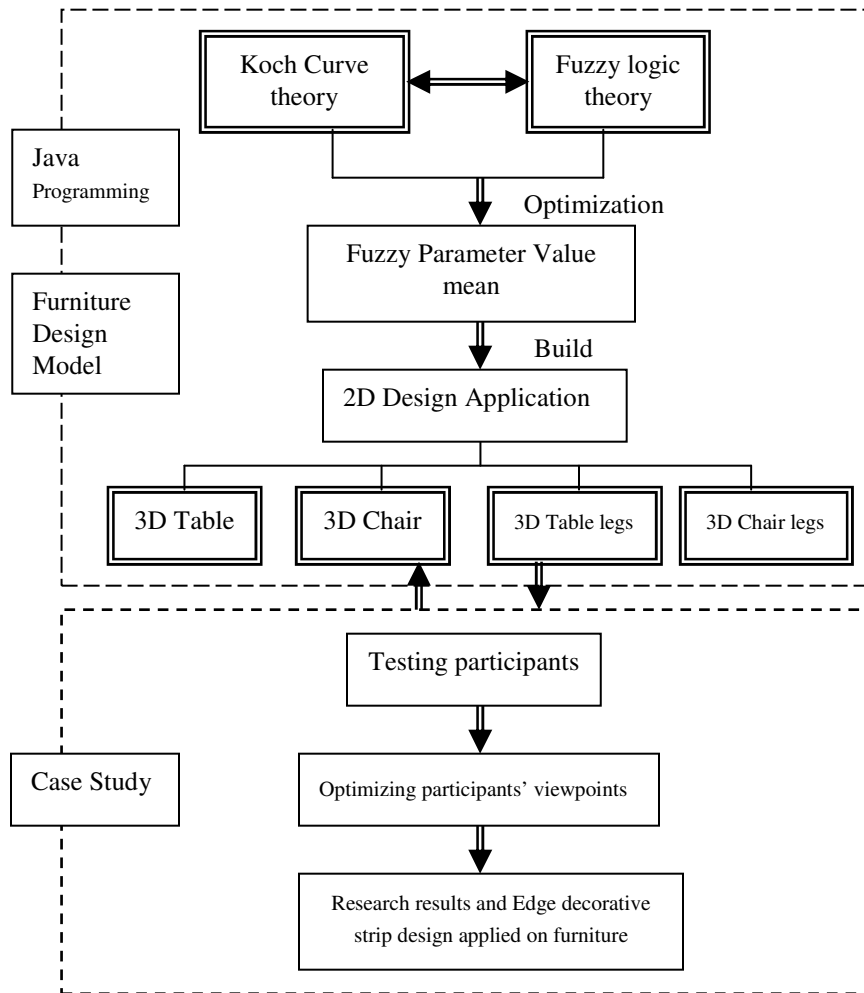 Koch Curve
theory
Fuzzy logic
theory
Java
Programming
Optimization
Fuzzy Parameter Value
mean
Furniture
Design
Model
Build
2D Design Application
3D Table
3D Chair
3D Table legs
3D Chair legs
Testing participants
Case Study
Optimizing participants’ viewpoints
Research results and Edge decorative
strip design applied on furniture